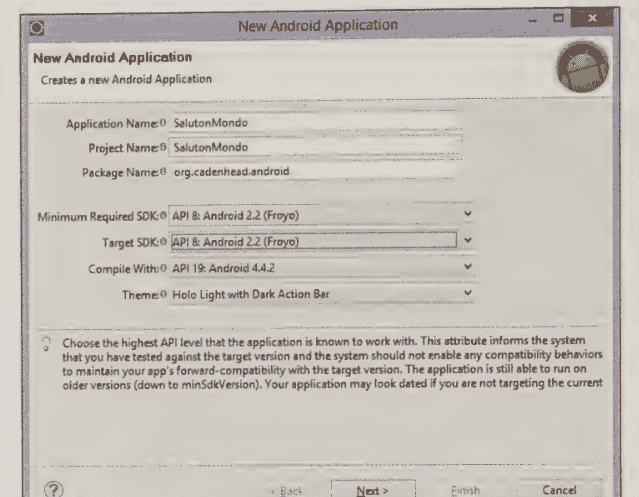 New Android Application
New Android Application
Creates a new Android Application
Application Name: SalutonMondo
Project Name: SalutonMondo
Package Name: org.cadenhead.android
Minimum Required SDK: API 8: Android 2.2 (Froyo)
Target SDK: API 8: Android 2.2 (Froyo)
Compile With: API 19: Android 4.4.2
Theme: Holo Light with Dark Action Bar
Choose the highest API level that the application is known to work with. This attribute informs the system
that you have tested against the target version and the system should not enable any compatibility behaviors
to maintain your app's forward-compatibility with the target version. The application is still able to run on
older versions (down to minSdkVersion). Your application may look dated if you are not targeting the current
? < Back Next > Finish Cancel